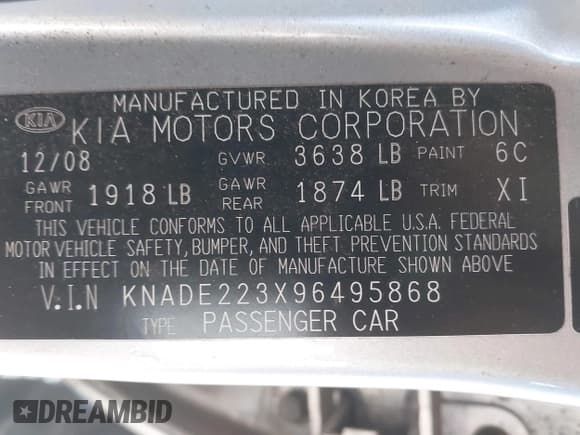 MANUFACTURED IN KOREA BY
KIA KIA MOTORS CORPORATION
12/08 GVWR 3638 LB PAINT 6C
GAWR FRONT 1918 LB GAWR REAR 1874 LB TRIM XI
THIS VEHICLE CONFORMS TO ALL APPLICABLE U.S.A. FEDERAL
MOTOR VEHICLE SAFETY, BUMPER, AND THEFT PREVENTION STANDARDS
IN EFFECT ON THE DATE OF MANUFACTURE SHOWN ABOVE
V.I.N KNADE223X96495868
TYPE PASSENGER CAR
DREAMBID